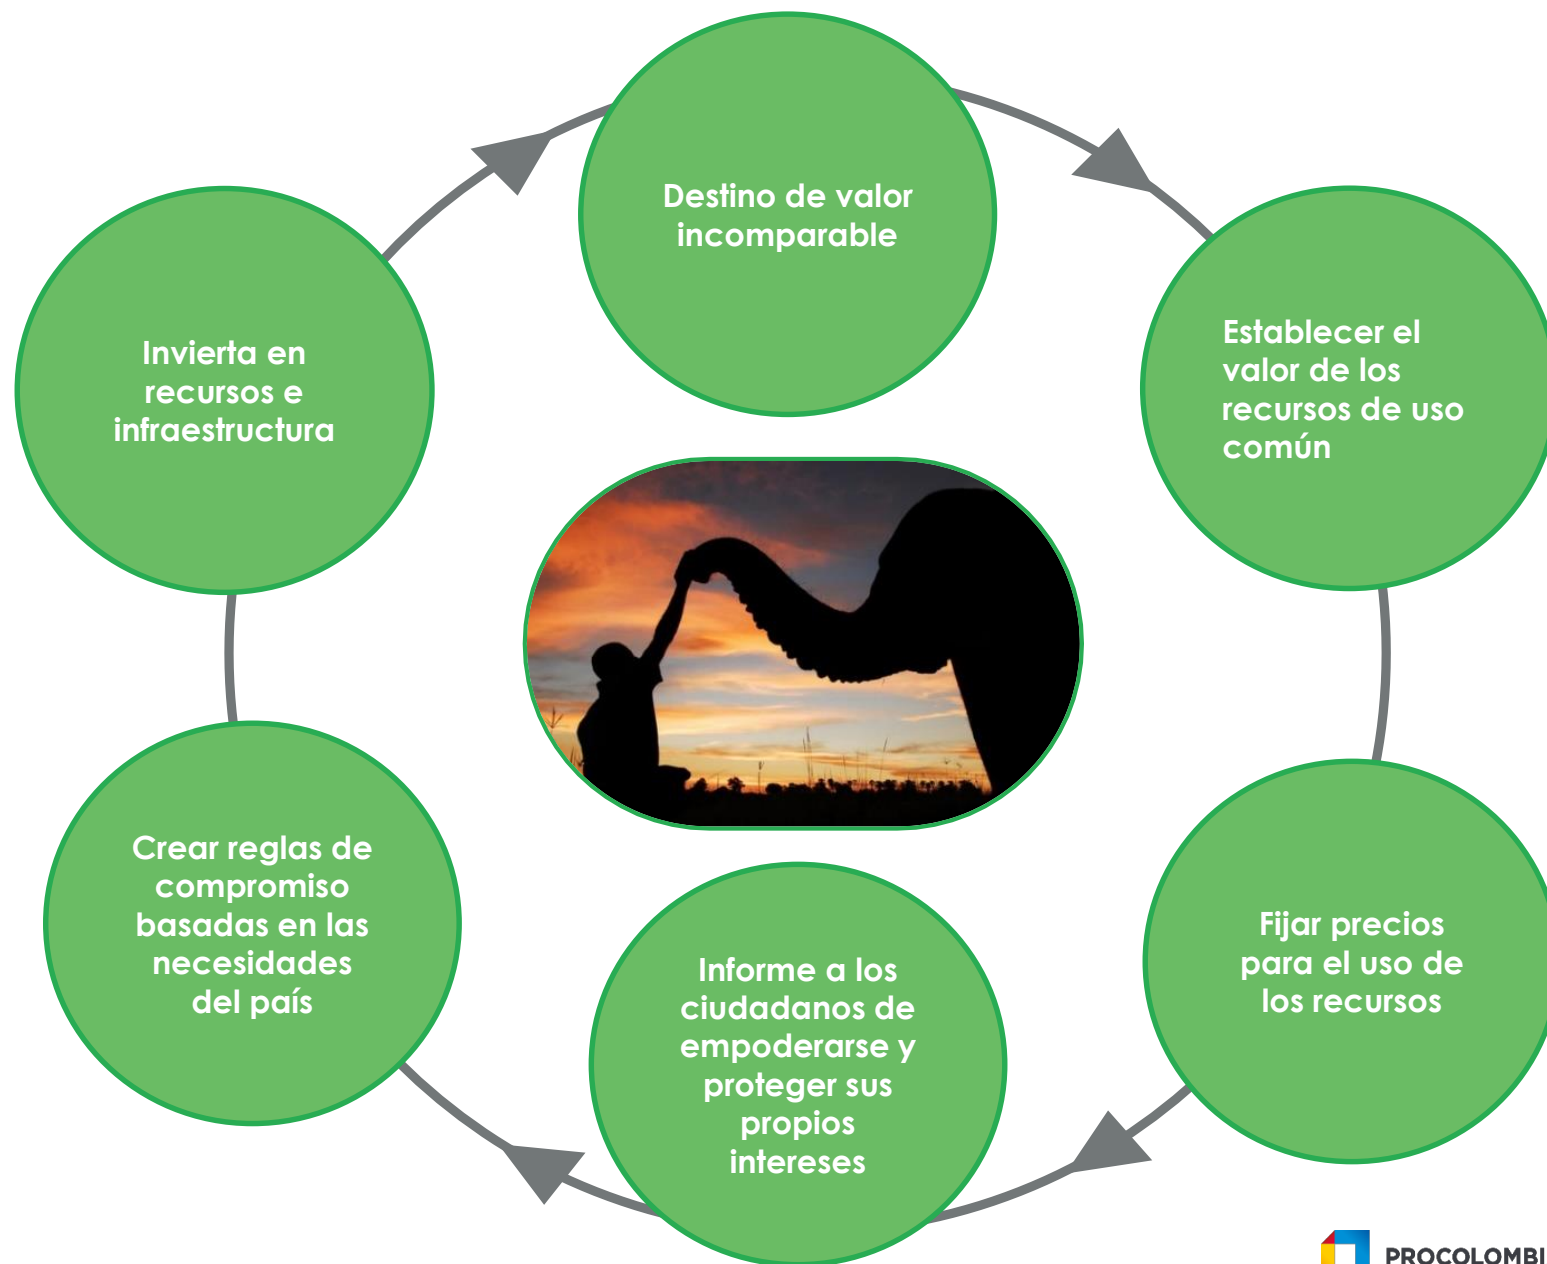 Destino de valor
incomparable
Establecer el
valor de los
recursos de uso
común
Fijar precios
para el uso de
los recursos
Informe a los
ciudadanos de
empoderarse y
proteger sus
propios
intereses
Crear reglas de
compromiso
basadas en las
necesidades
del país
Invierta en
recursos e
infraestructura
PROCOLOMBI